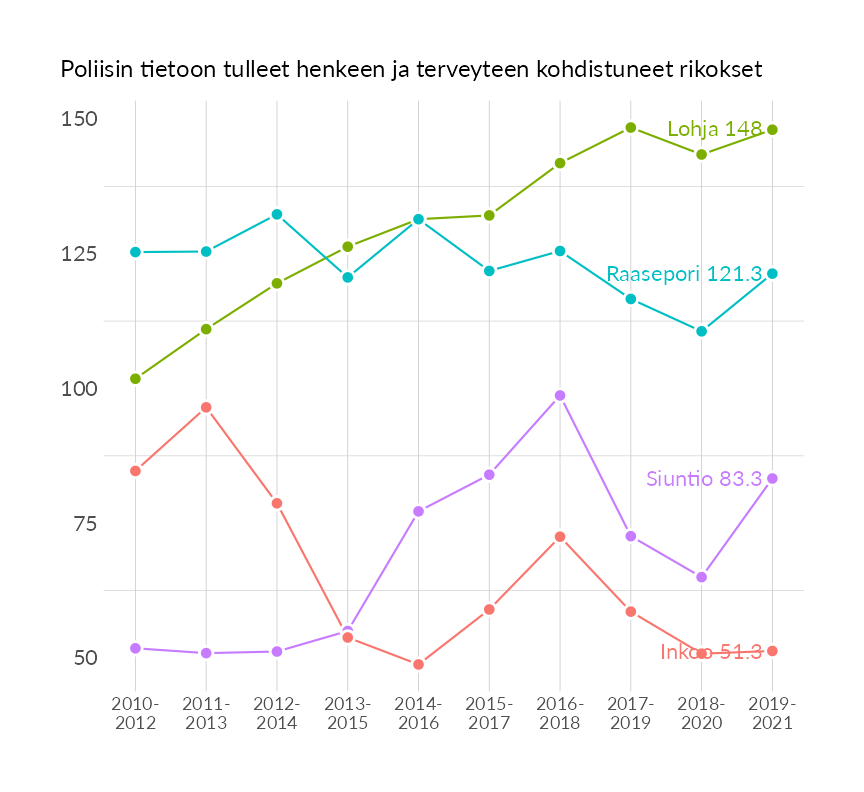 Poliisin tietoon tulleet henkeen ja terveyteen kohdistuneet rikokset
150
125
100
75
50
Lohja 148
Raasepori 121.3
Siuntio 83.3
Inkoo 51.3
2010- 2011- 2012- 2013- 2014- 2015- 2016- 2017- 2018- 2019-
2012 2013 2014 2015 2016 2017 2018 2019 2020 2021